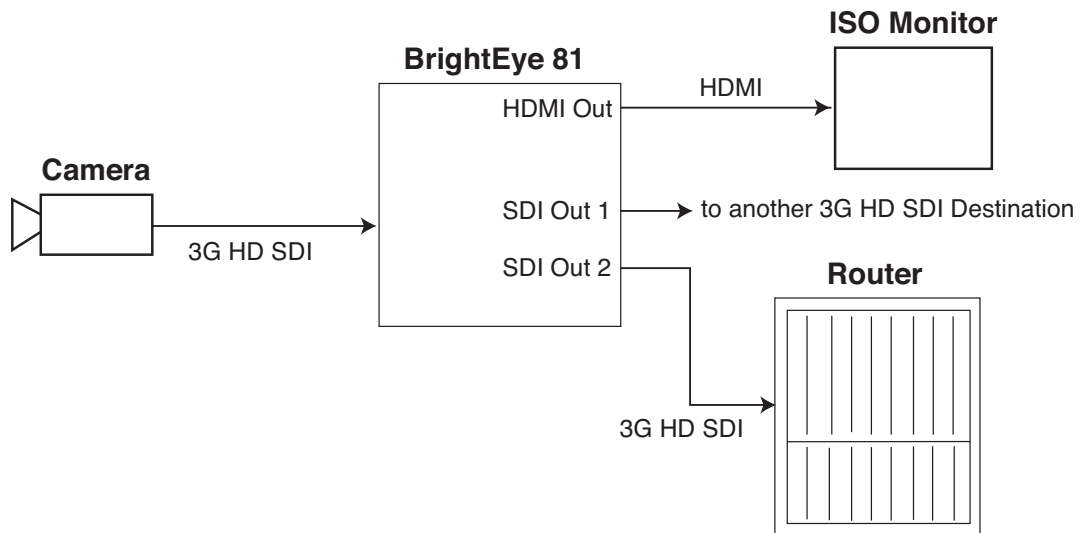 ISO Monitor
BrightEye 81
HDMI Out
HDMI
Camera
3G HD SDI
SDI Out 1
to another 3G HD SDI Destination
SDI Out 2
Router
3G HD SDI